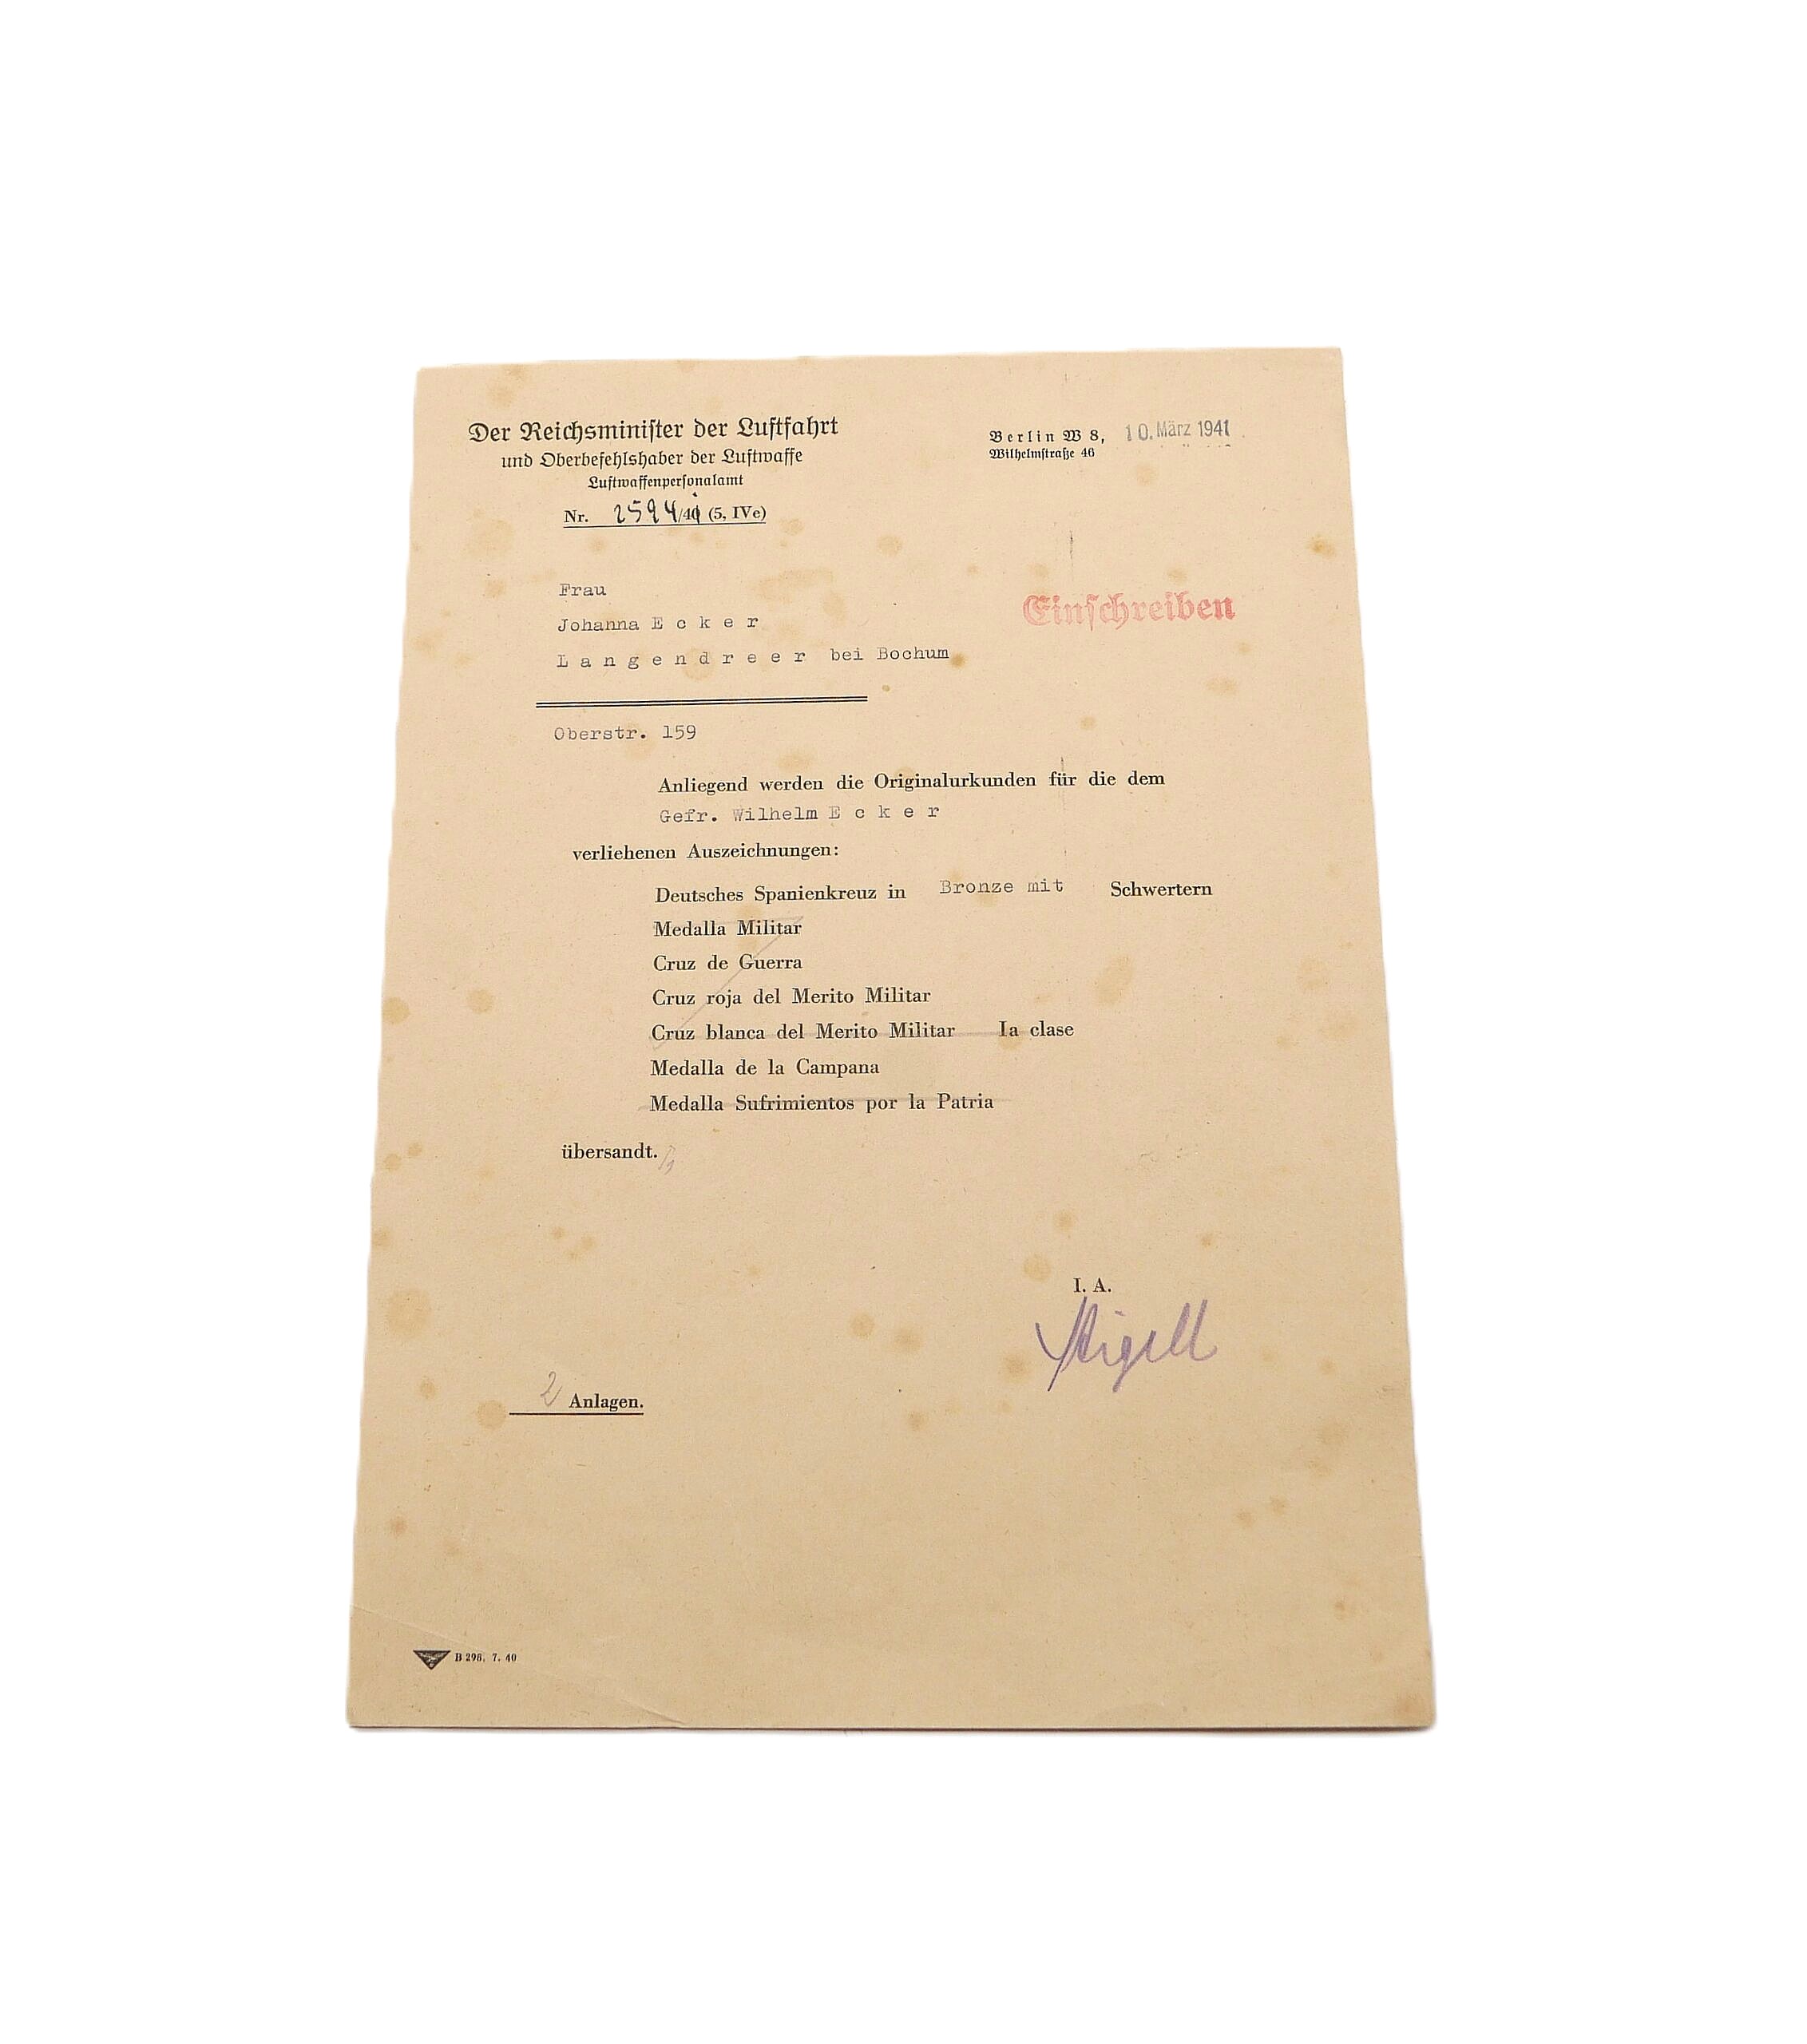 Der Reichsminister der Luftfahrt
und Oberbefehlshaber der Luftwaffe
Luftwaffenpersonalamt
Nr. 2594/41 (5, IVe)
Berlin W 8, 10. März 1941
Wilhelmstraße 46
Einschreiben
Frau
Johanna E c k e r
L a n g e n d r e e r bei Bochum
Oberstr. 159
Anliegend werden die Originalurkunden für die dem
Gefr. Wilhelm E c k e r
verliehenen Auszeichnungen:
Deutsches Spanienkreuz in Bronze mit Schwertern
Medalla Militar
Cruz de Guerra
Cruz roja del Merito Militar
Cruz blanca del Merito Militar Ia clase
Medalla de la Campana
Medalla Sufrimientos por la Patria
übersandt.
I. A.
2 Anlagen.
B 298. 7. 40